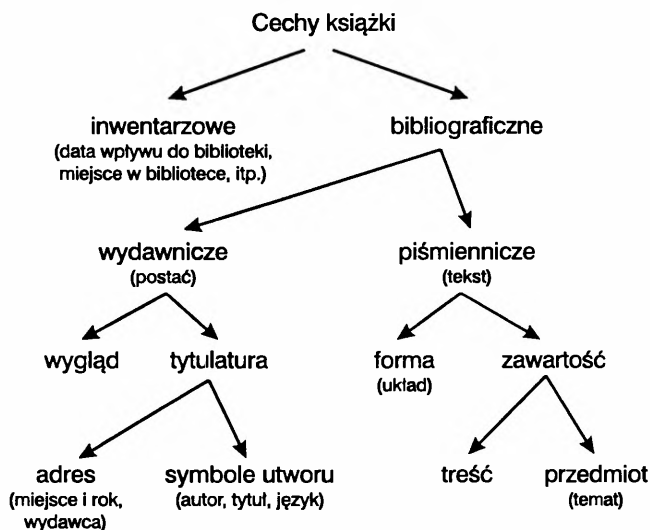 Cechy książki
inwentarzowe
(data wpływu do biblioteki,
miejsce w bibliotece, itp.)
bibliograficzne
wydawnicze
(postać)
piśmiennicze
(tekst)
wygląd
tytulatura
forma
(układ)
zawartość
adres
(miejsce i rok,
wydawca)
symbole utworu
(autor, tytuł, język)
treść
przedmiot
(temat)